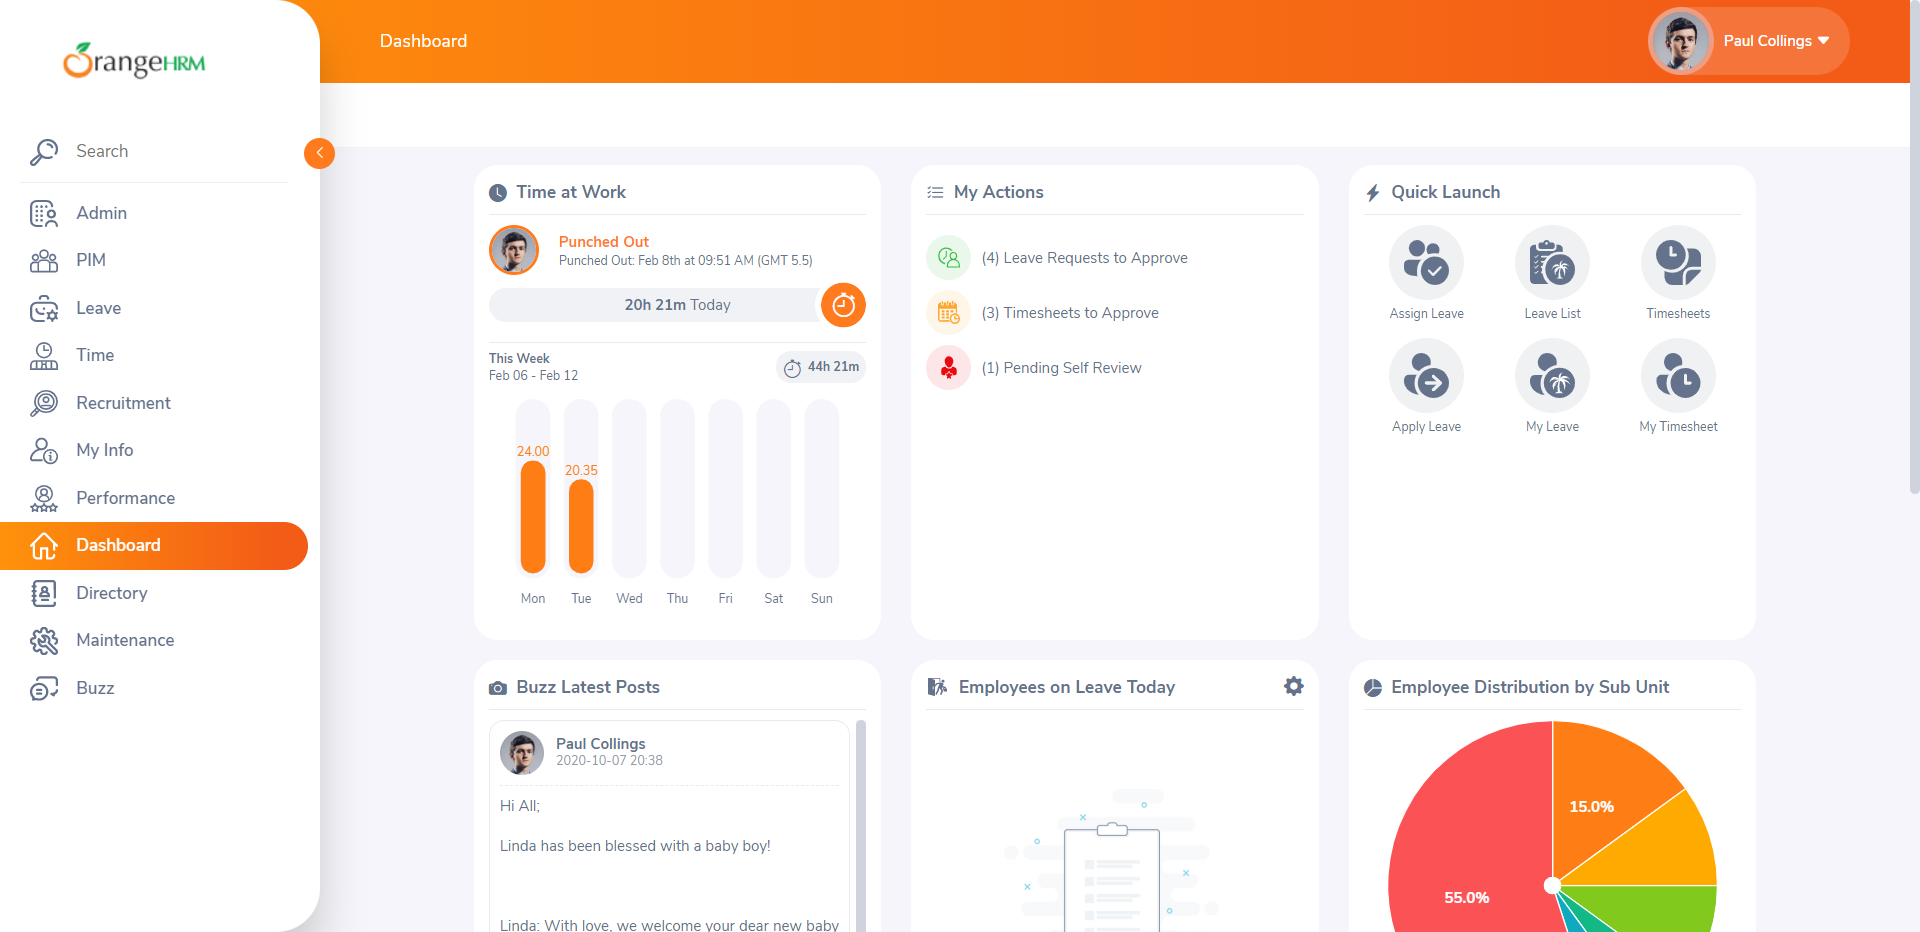 OrangeHRM
Search
Admin
PIM
Leave
Time
Recruitment
My Info
Performance
Dashboard
Directory
Maintenance
Buzz
Dashboard
Paul Collings
Time at Work
Punched Out
Punched Out: Feb 8th at 09:51 AM (GMT 5.5)
20h 21m Today
This Week
Feb 06 - Feb 12
44h 21m
24.00
20.35
Mon Tue Wed Thu Fri Sat Sun
My Actions
(4) Leave Requests to Approve
(3) Timesheets to Approve
(1) Pending Self Review
Quick Launch
Assign Leave Leave List Timesheets
Apply Leave My Leave My Timesheet
Buzz Latest Posts
Paul Collings
2020-10-07 20:38
Hi All;
Linda has been blessed with a baby boy!
Linda: With love, we welcome your dear new baby
Employees on Leave Today
Employee Distribution by Sub Unit
15.0%
55.0%